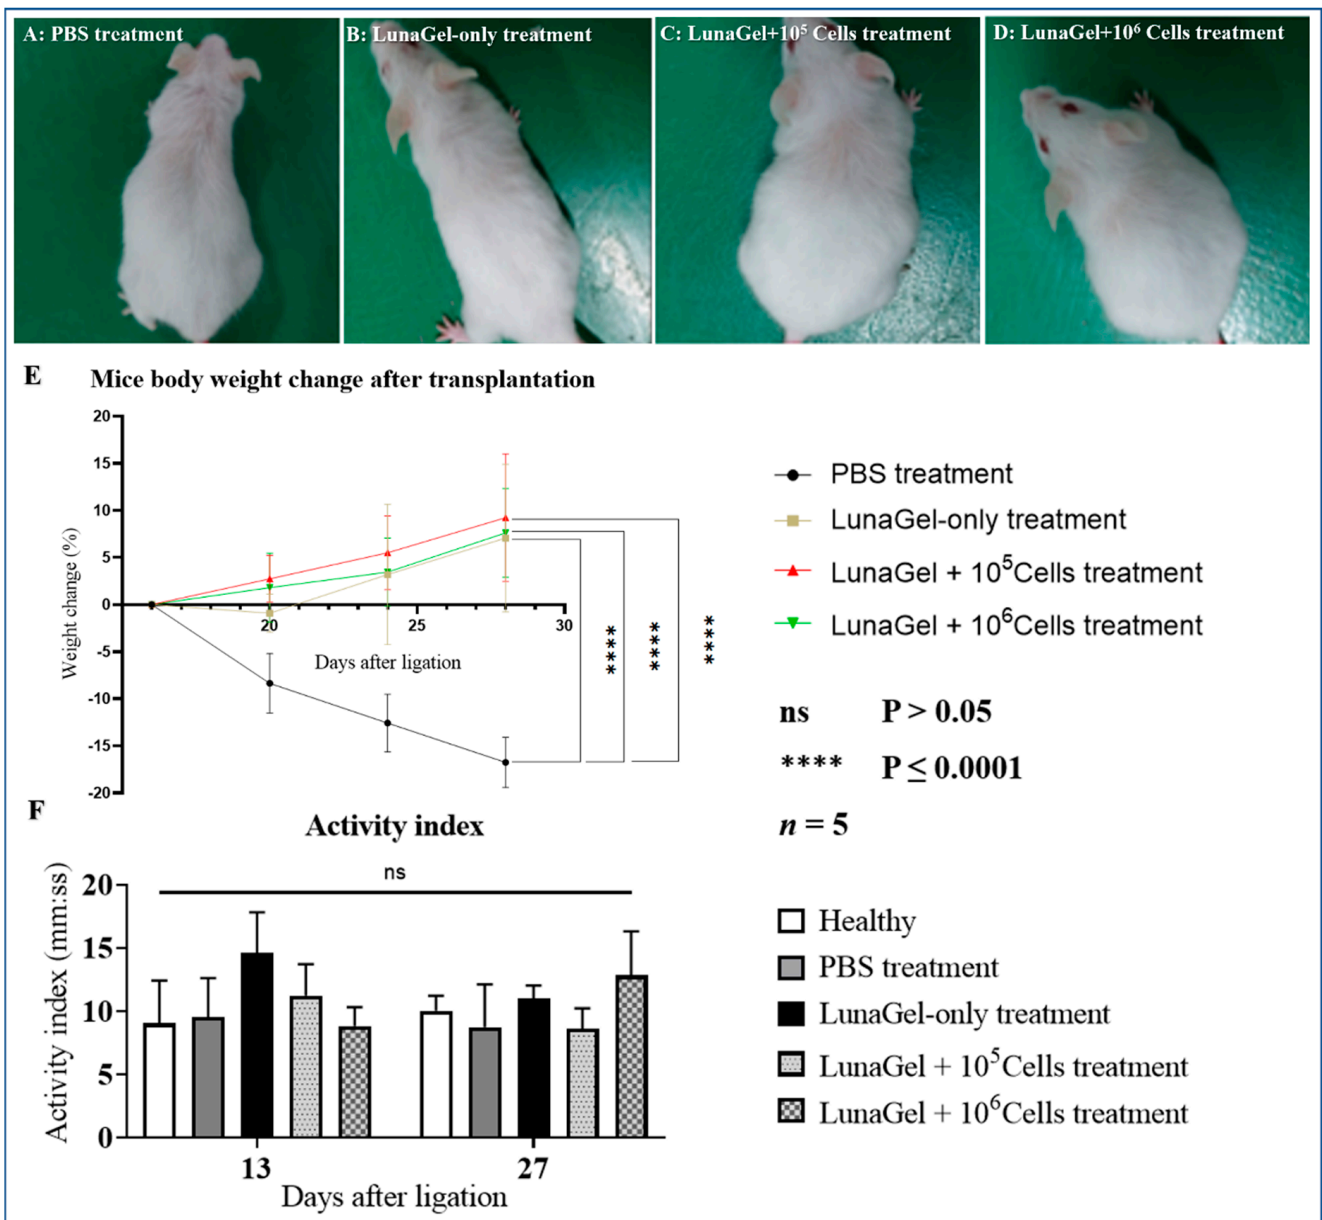 A: PBS treatment
B: LunaGel-only treatment
C: LunaGel+10⁵ Cells treatment
D: LunaGel+10⁶ Cells treatment
E
Mice body weight change after transplantation
20
15
10
5
0
-5
-10
-15
-20
Weight change (%)
20
25
30
Days after ligation
****
****
****
PBS treatment
LunaGel-only treatment
LunaGel + 10⁵Cells treatment
LunaGel + 10⁶Cells treatment
ns P > 0.05
**** P ≤ 0.0001
n = 5
F
Activity index
ns
20
15
10
5
0
Activity index (mm:ss)
13
27
Days after ligation
Healthy
PBS treatment
LunaGel-only treatment
LunaGel + 10⁵Cells treatment
LunaGel + 10⁶Cells treatment